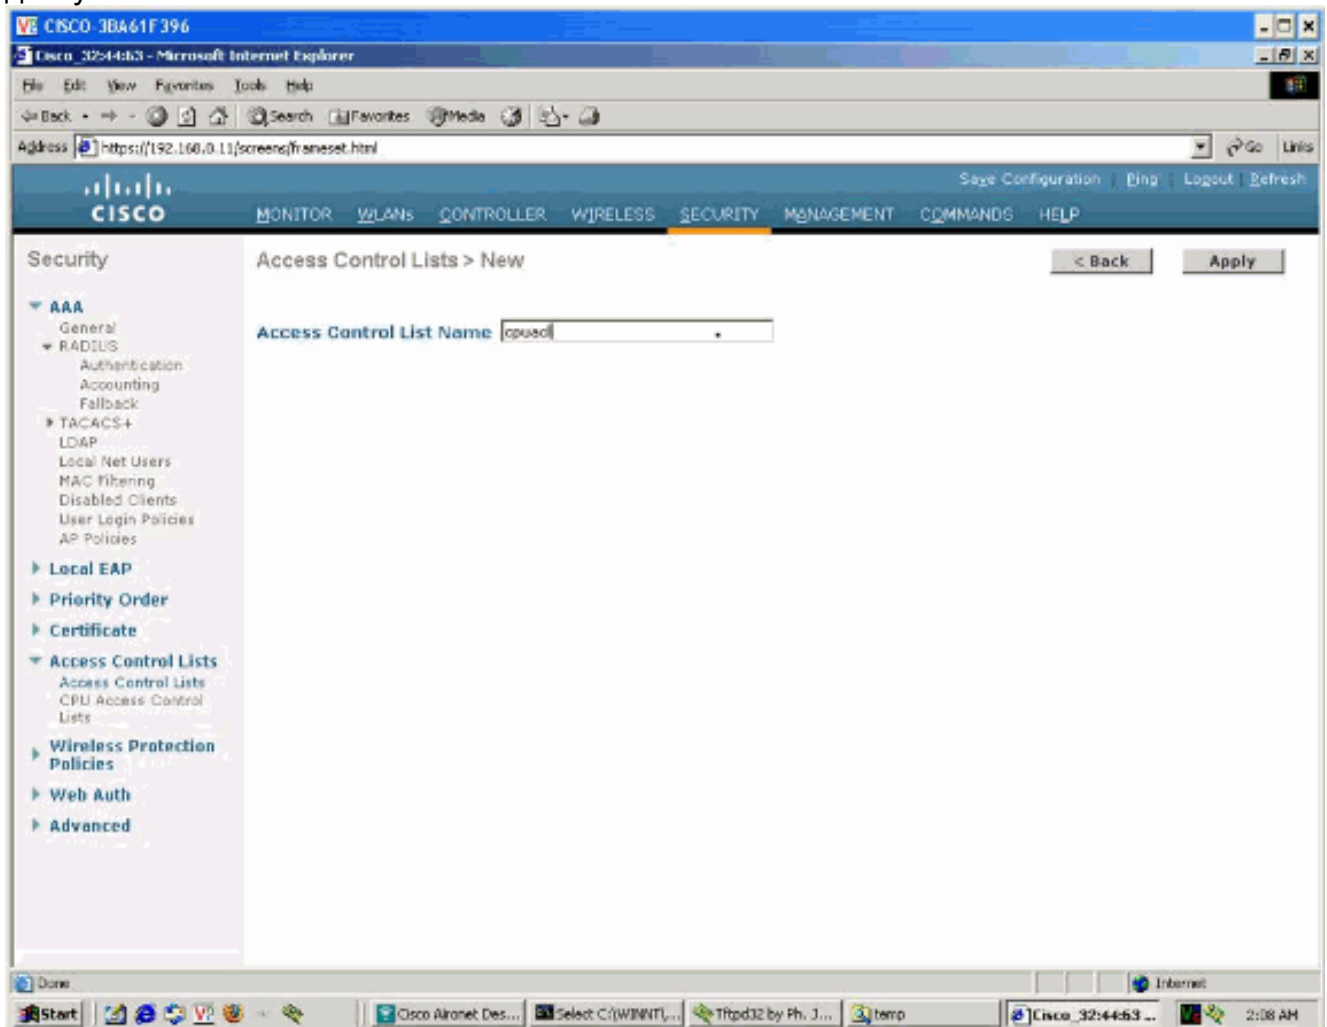 CISCO-3BA61F396
Cisco_32:44:63 - Microsoft Internet Explorer
File Edit View Favorites Tools Help
Back Search Favorites Media
Address https://192.168.0.11/screens/frameset.html Go Links
Save Configuration Ping Logout Refresh
CISCO MONITOR WLANs CONTROLLER WIRELESS SECURITY MANAGEMENT COMMANDS HELP
Security
Access Control Lists > New
< Back Apply
AAA
General
RADIUS
Authentication
Accounting
Fallback
TACACS+
LDAP
Local Net Users
MAC Filtering
Disabled Clients
User Login Policies
AP Policies
Local EAP
Priority Order
Certificate
Access Control Lists
Access Control Lists
CPU Access Control
Lists
Wireless Protection
Policies
Web Auth
Advanced
Access Control List Name cpuacl
Done Internet
Start Cisco Aironet Des... Select C:\WINNT\... Tftpd32 by Ph. J... temp Cisco_32:44:63 ... 2:08 AM